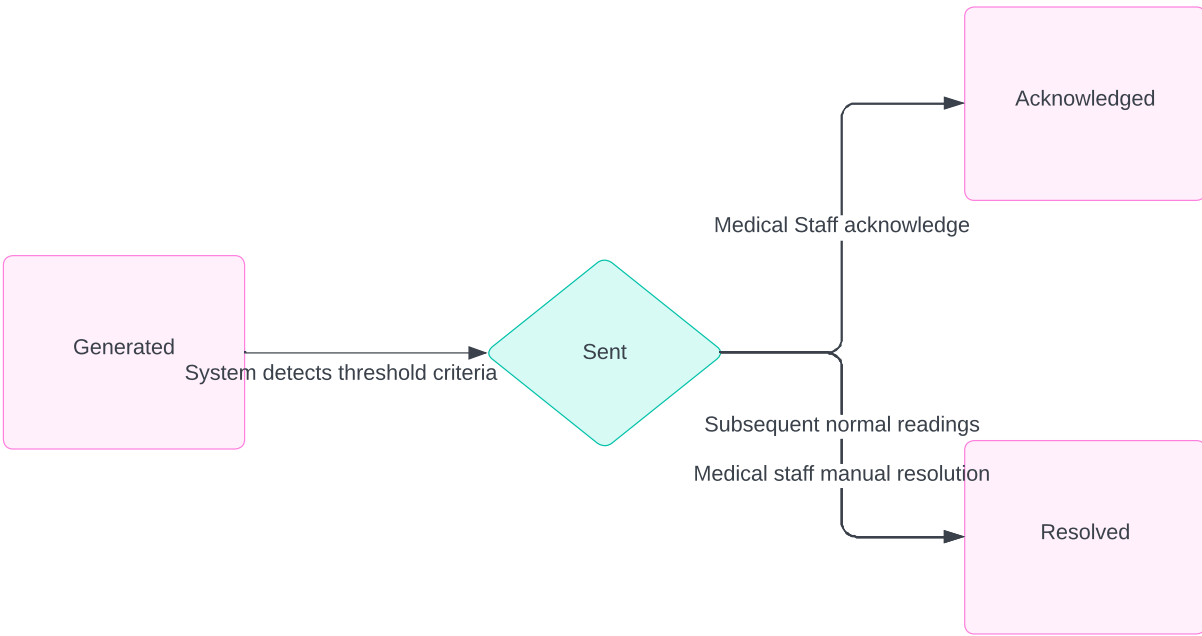 Acknowledged
Medical Staff acknowledge
Generated
Sent
System detects threshold criteria
Subsequent normal readings
Medical staff manual resolution
Resolved